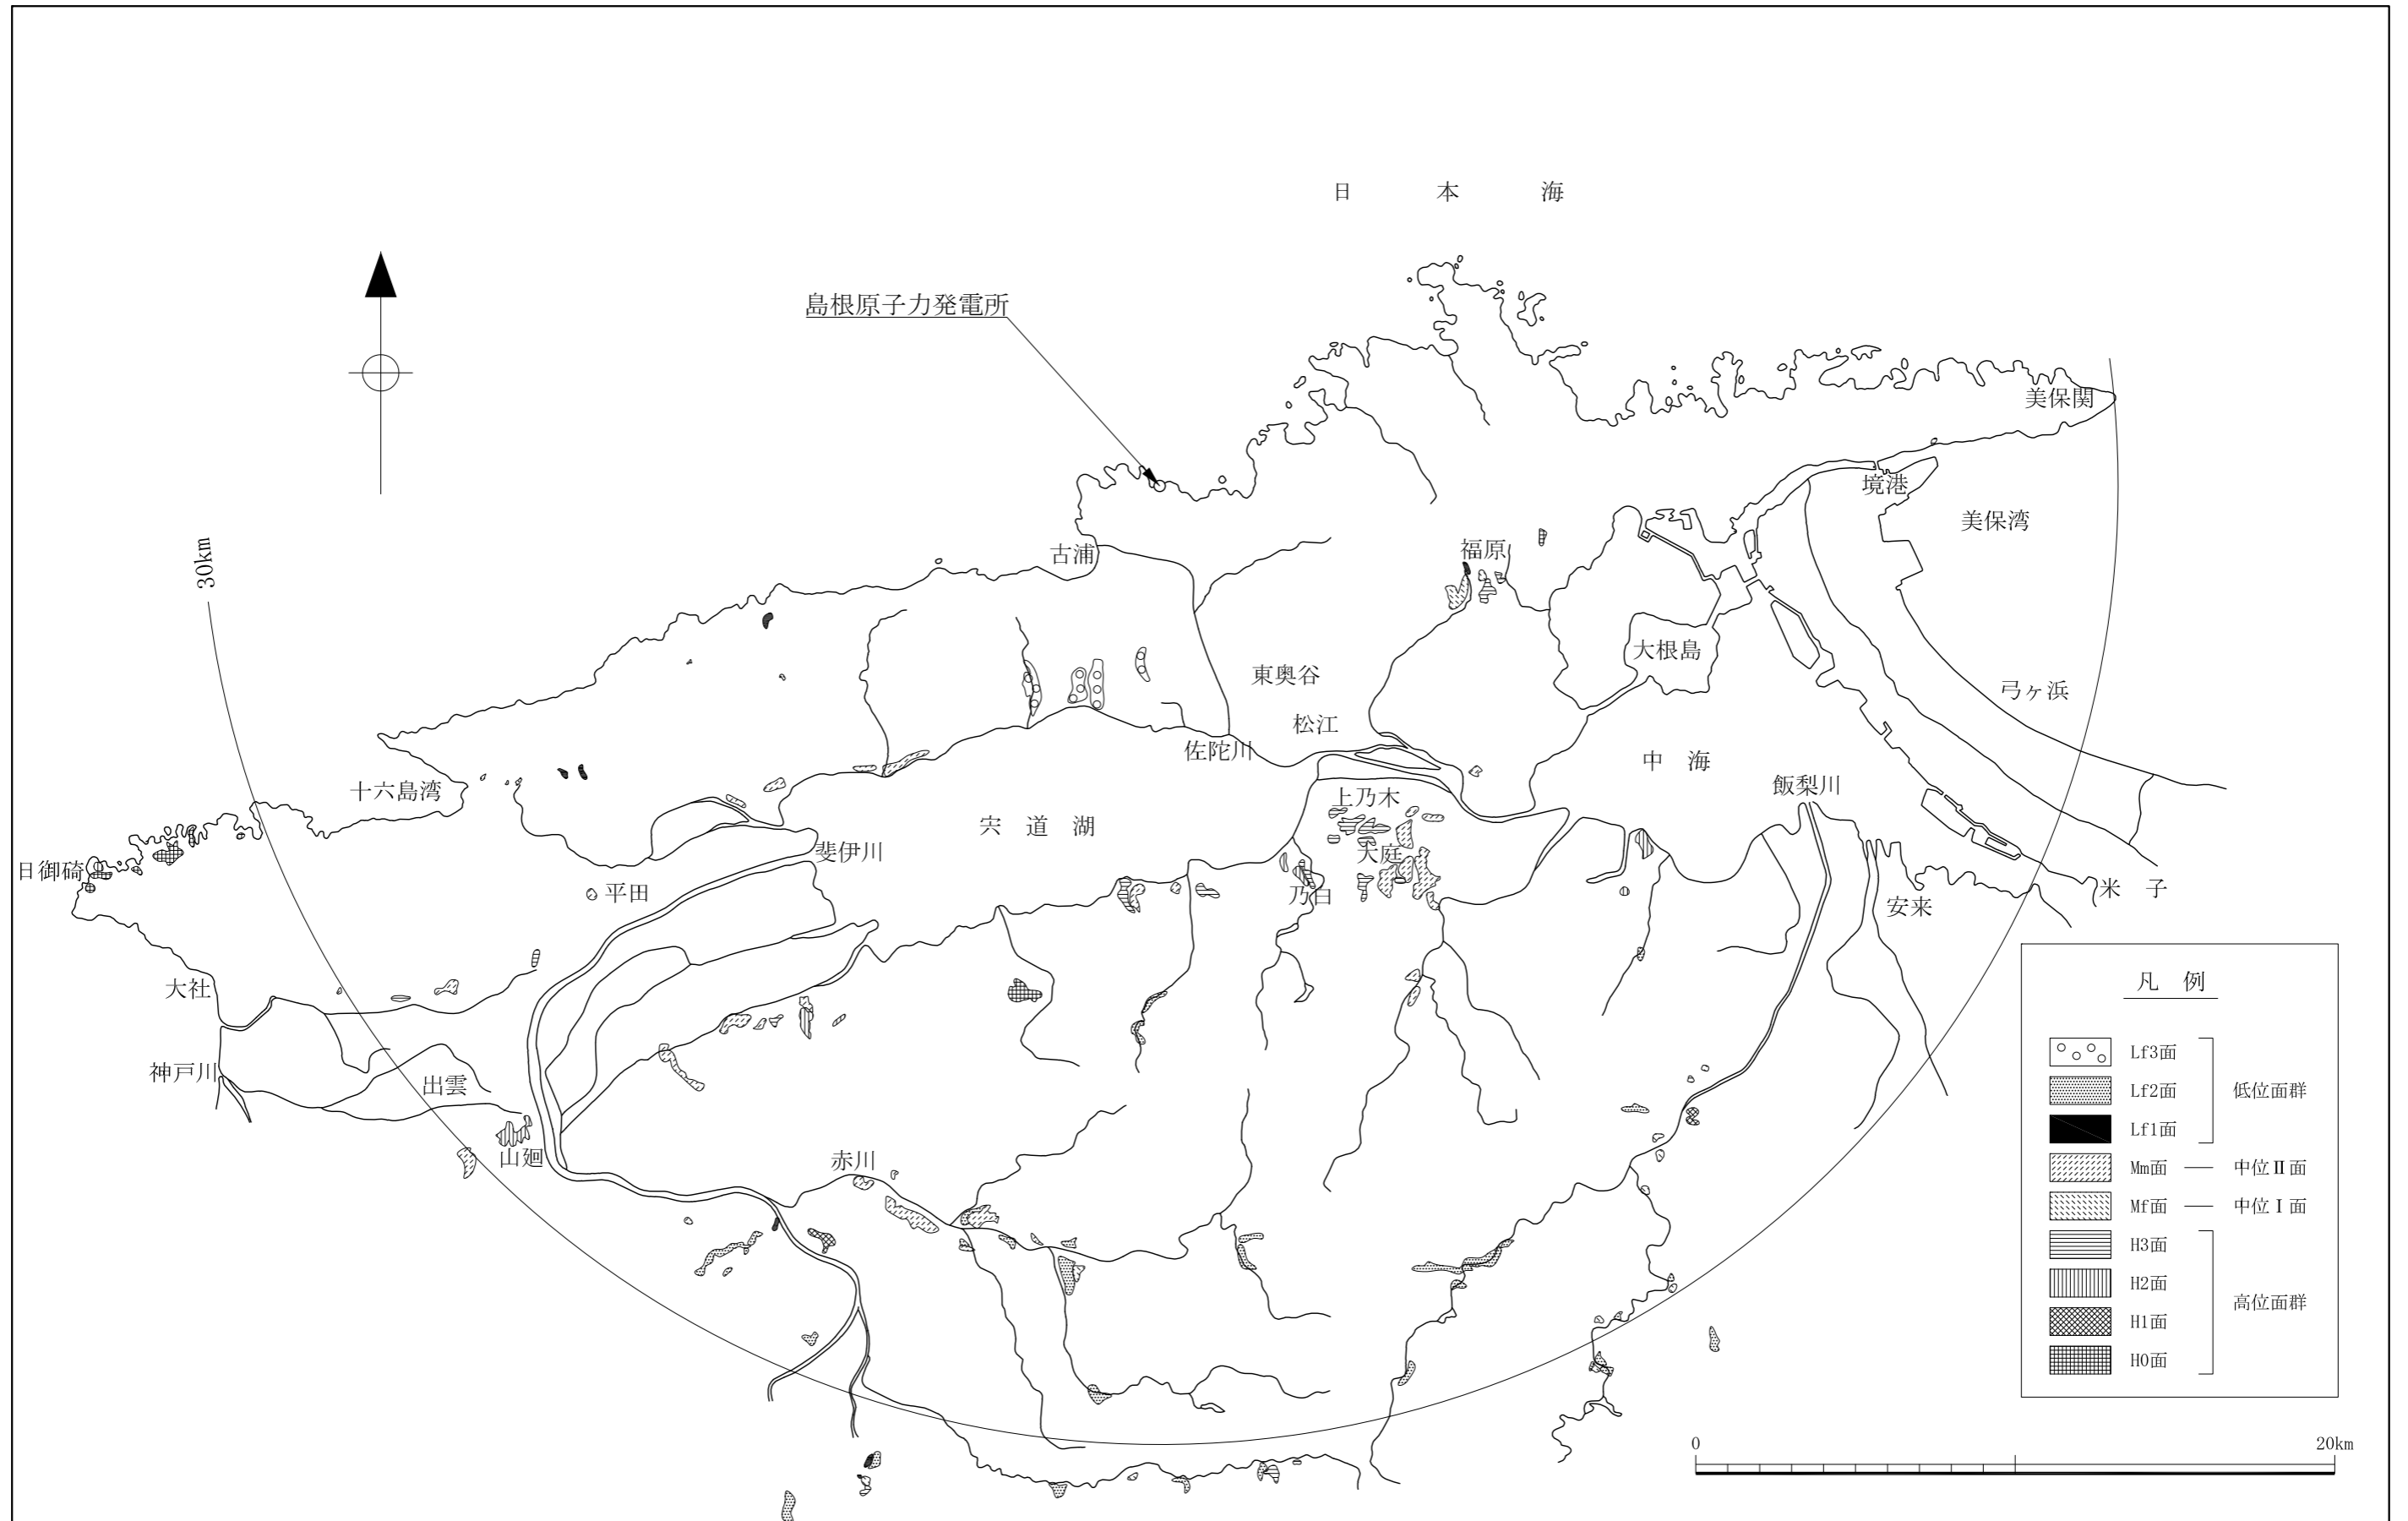 日 本 海
島根原子力発電所
美保関
境港
美保湾
30km
古浦
福原
大根島
東奥谷
弓ヶ浜
松江
佐陀川
中 海
飯梨川
十六島湾
上乃木
宍 道 湖
大庭
斐伊川
日御碕
平田
乃白
米 子
安来
大社
神戸川
出雲
山廻
赤川
凡 例
Lf3面
Lf2面
低位面群
Lf1面
Mm面 — 中位Ⅱ面
Mf面 — 中位Ⅰ面
H3面
H2面
高位面群
H1面
H0面
0
20km